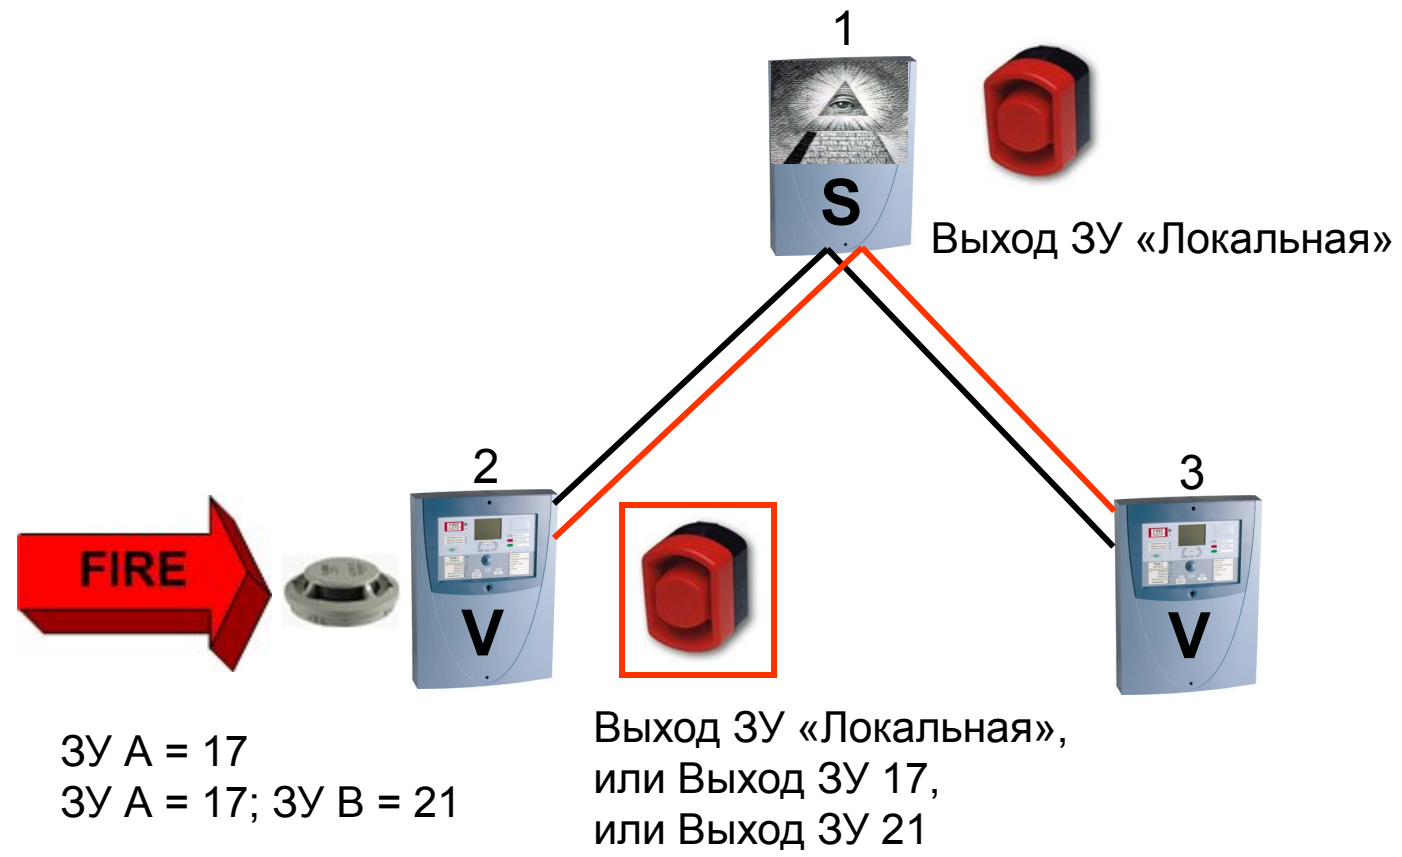 1
S
Выход ЗУ «Локальная»
2
3
FIRE
V
V
ЗУ А = 17
ЗУ А = 17; ЗУ В = 21
Выход ЗУ «Локальная»,
или Выход ЗУ 17,
или Выход ЗУ 21